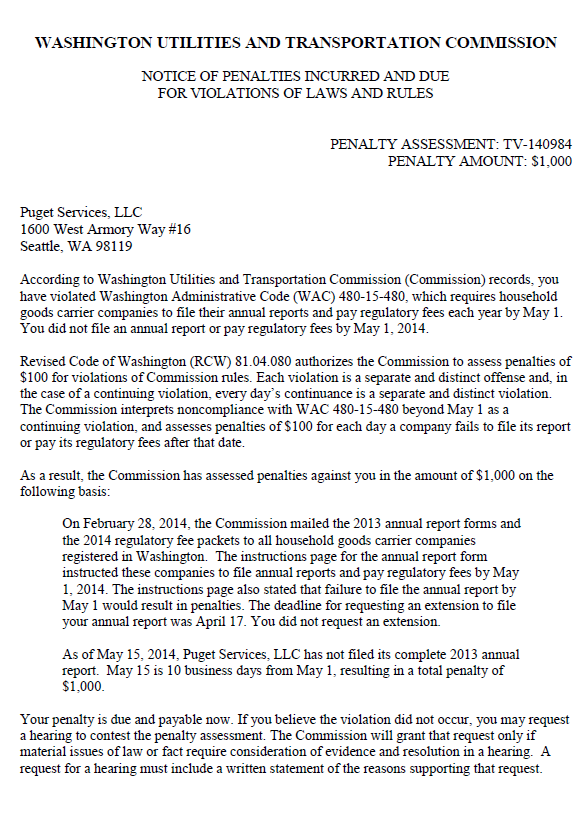 WASHINGTON UTILITIES AND TRANSPORTATION COMMISSION
NOTICE OF PENALTIES INCURRED AND DUE
FOR VIOLATIONS OF LAWS AND RULES
PENALTY ASSESSMENT: TV-140984
PENALTY AMOUNT: $1,000
Puget Services, LLC
1600 West Armory Way #16
Seattle, WA 98119
According to Washington Utilities and Transportation Commission (Commission) records, you
have violated Washington Administrative Code (WAC) 480-15-480, which requires household
goods carrier companies to file their annual reports and pay regulatory fees each year by May 1.
You did not file an annual report or pay regulatory fees by May 1, 2014.
Revised Code of Washington (RCW) 81.04.080 authorizes the Commission to assess penalties of
$100 for violations of Commission rules. Each violation is a separate and distinct offense and, in
the case of a continuing violation, every day's continuance is a separate and distinct violation.
The Commission interprets noncompliance with WAC 480-15-480 beyond May 1 as a
continuing violation, and assesses penalties of $100 for each day a company fails to file its report
or pay its regulatory fees after that date.
As a result, the Commission has assessed penalties against you in the amount of $1,000 on the
following basis:
On February 28, 2014, the Commission mailed the 2013 annual report forms and
the 2014 regulatory fee packets to all household goods carrier companies
registered in Washington. The instructions page for the annual report form
instructed these companies to file annual reports and pay regulatory fees by May
1, 2014. The instructions page also stated that failure to file the annual report by
May 1 would result in penalties. The deadline for requesting an extension to file
your annual report was April 17. You did not request an extension.
As of May 15, 2014, Puget Services, LLC has not filed its complete 2013 annual
report. May 15 is 10 business days from May 1, resulting in a total penalty of
$1,000.
Your penalty is due and payable now. If you believe the violation did not occur, you may request
a hearing to contest the penalty assessment. The Commission will grant that request only if
material issues of law or fact require consideration of evidence and resolution in a hearing. A
request for a hearing must include a written statement of the reasons supporting that request.